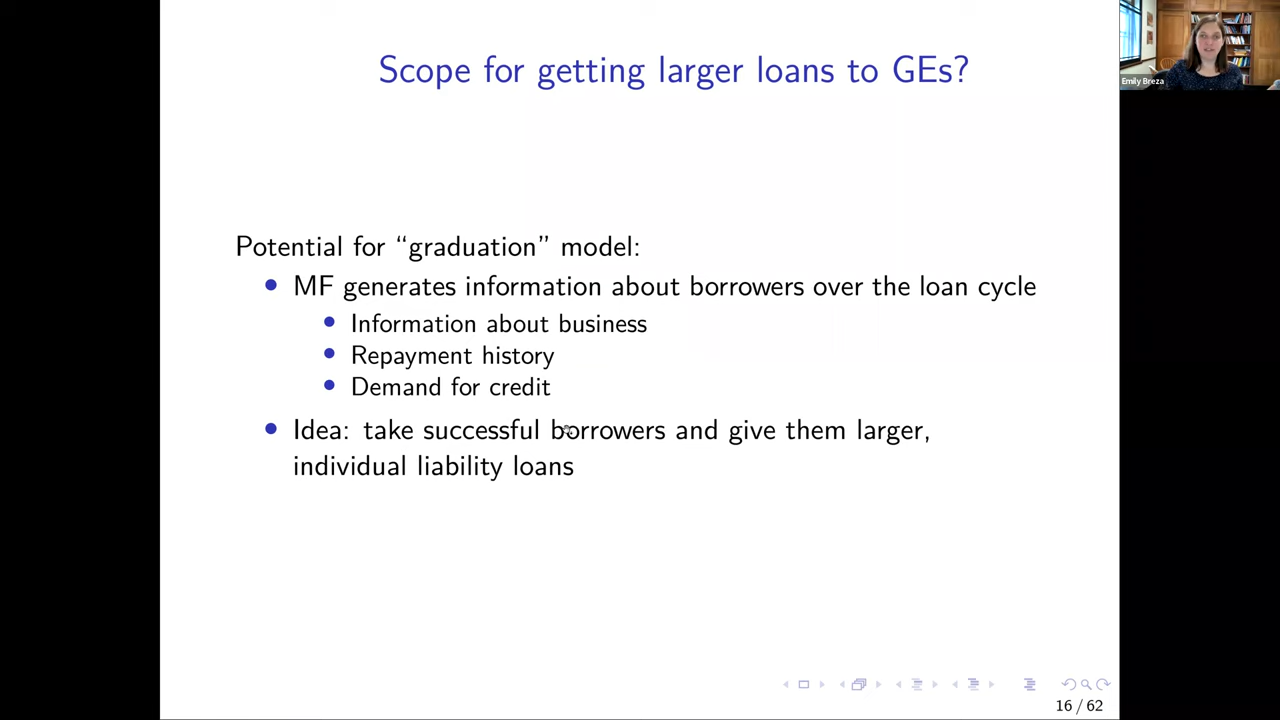 Scope for getting larger loans to GEs?
Emily Breza
Potential for “graduation” model:
MF generates information about borrowers over the loan cycle
Information about business
Repayment history
Demand for credit
Idea: take successful borrowers and give them larger,
individual liability loans
16 / 62